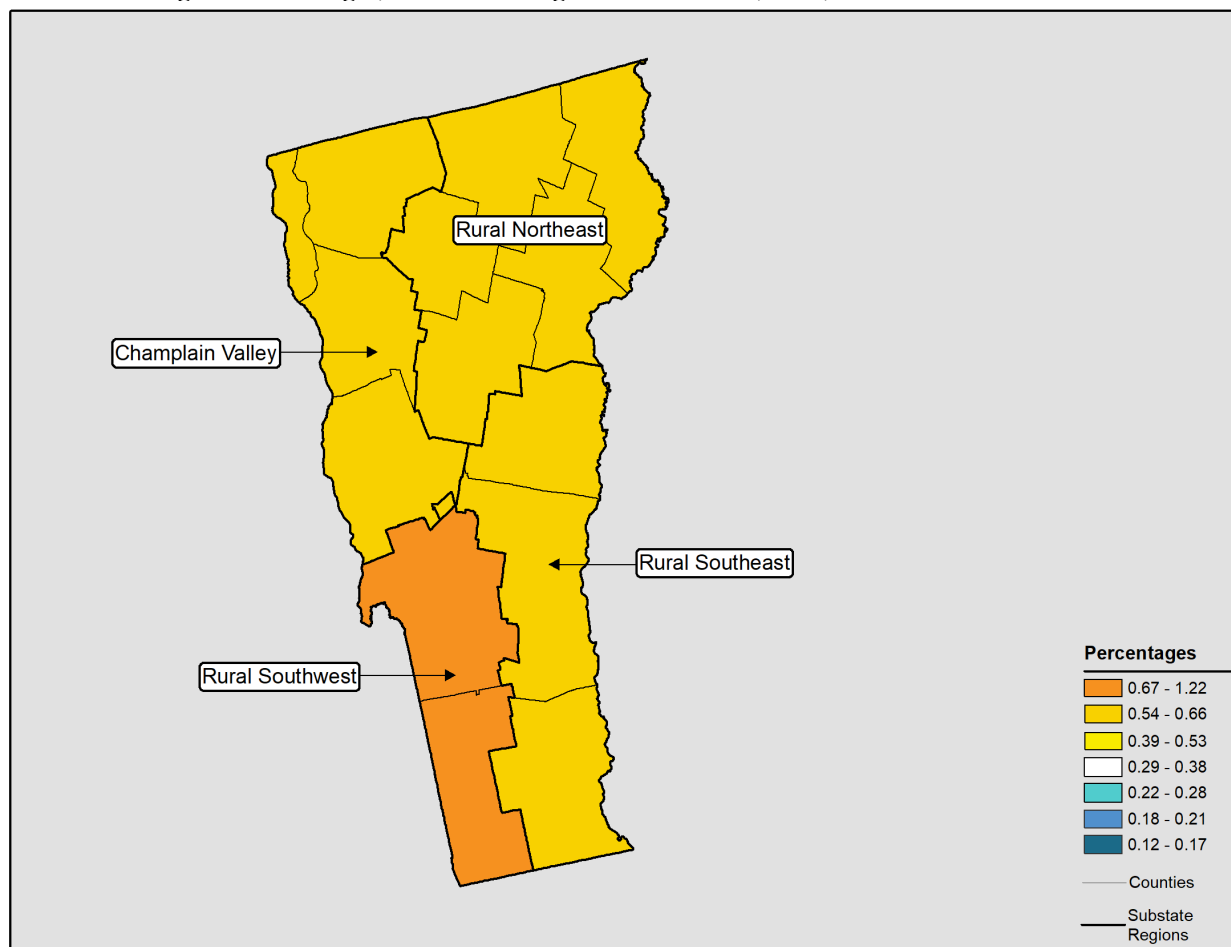 Rural Northeast
Champlain Valley
Rural Southeast
Rural Southwest
Percentages
0.67 - 1.22
0.54 - 0.66
0.39 - 0.53
0.29 - 0.38
0.22 - 0.28
0.18 - 0.21
0.12 - 0.17
Counties
Substate
Regions